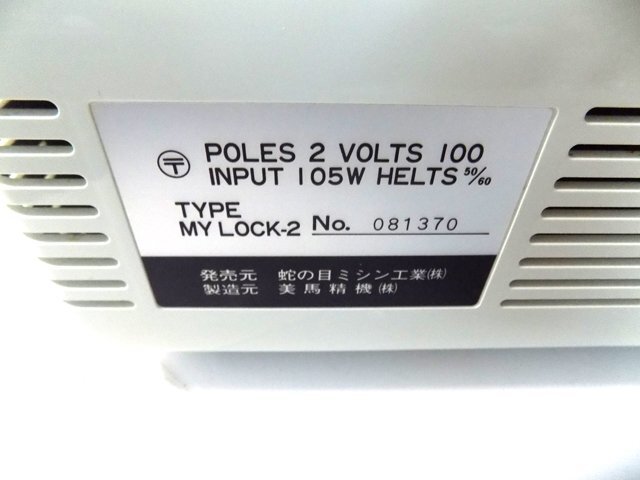 〒 POLES 2 VOLTS 100
INPUT 105W HELTS 50/60
TYPE
MY LOCK-2 No. 081370
発売元 蛇の目ミシン工業(株)
製造元 美馬精機(株)